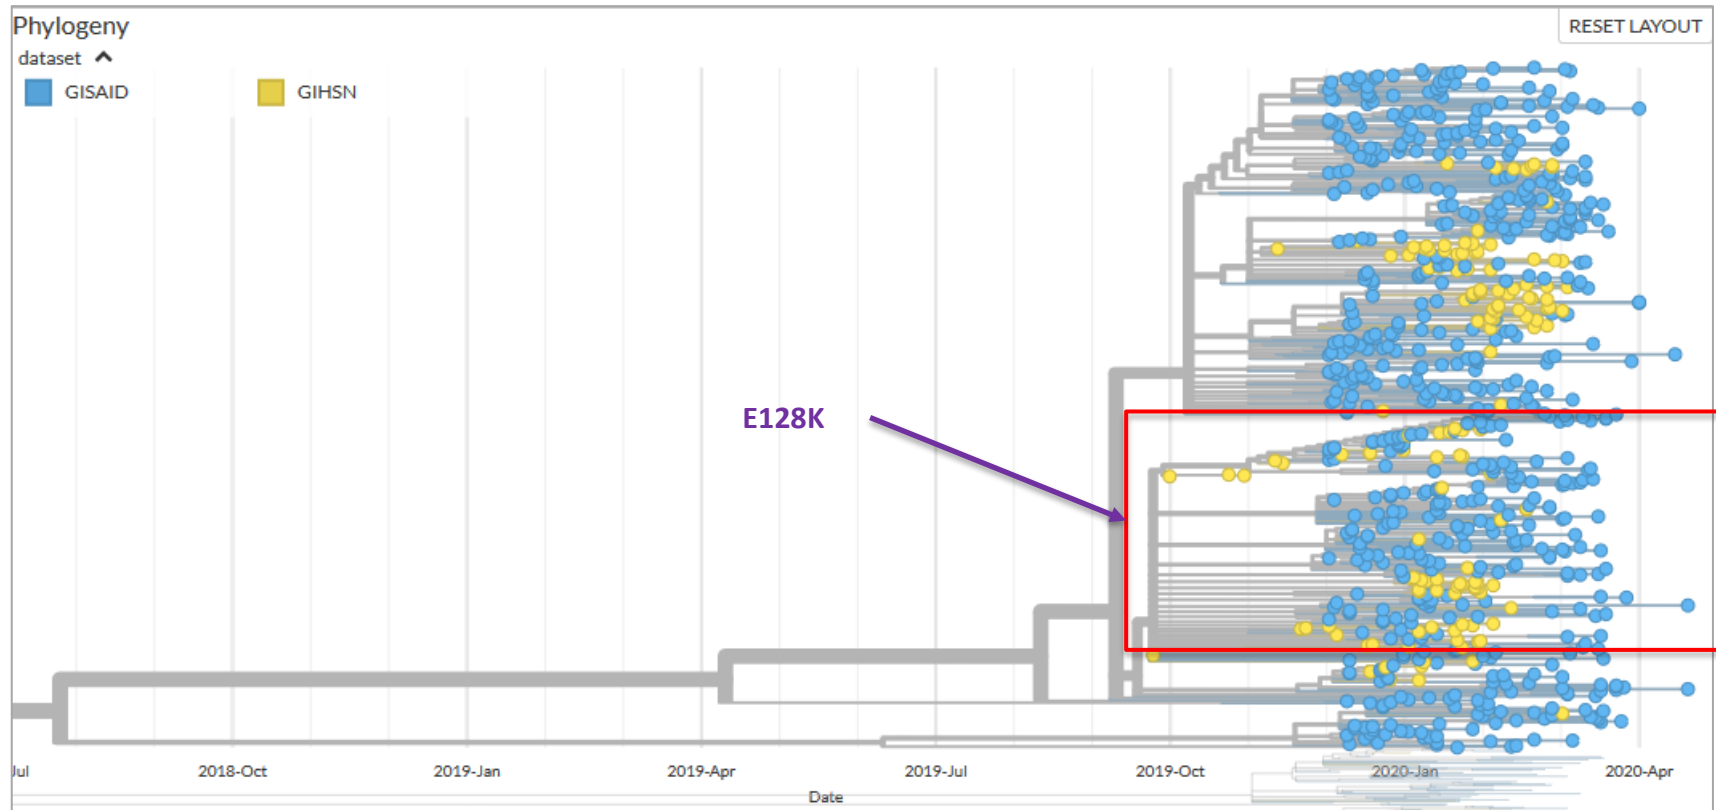 Phylogeny
RESET LAYOUT
dataset
GISAID
GIHSN
E128K
Jul
2018-Oct
2019-Jan
2019-Apr
2019-Jul
2019-Oct
2020-Jan
2020-Apr
Date